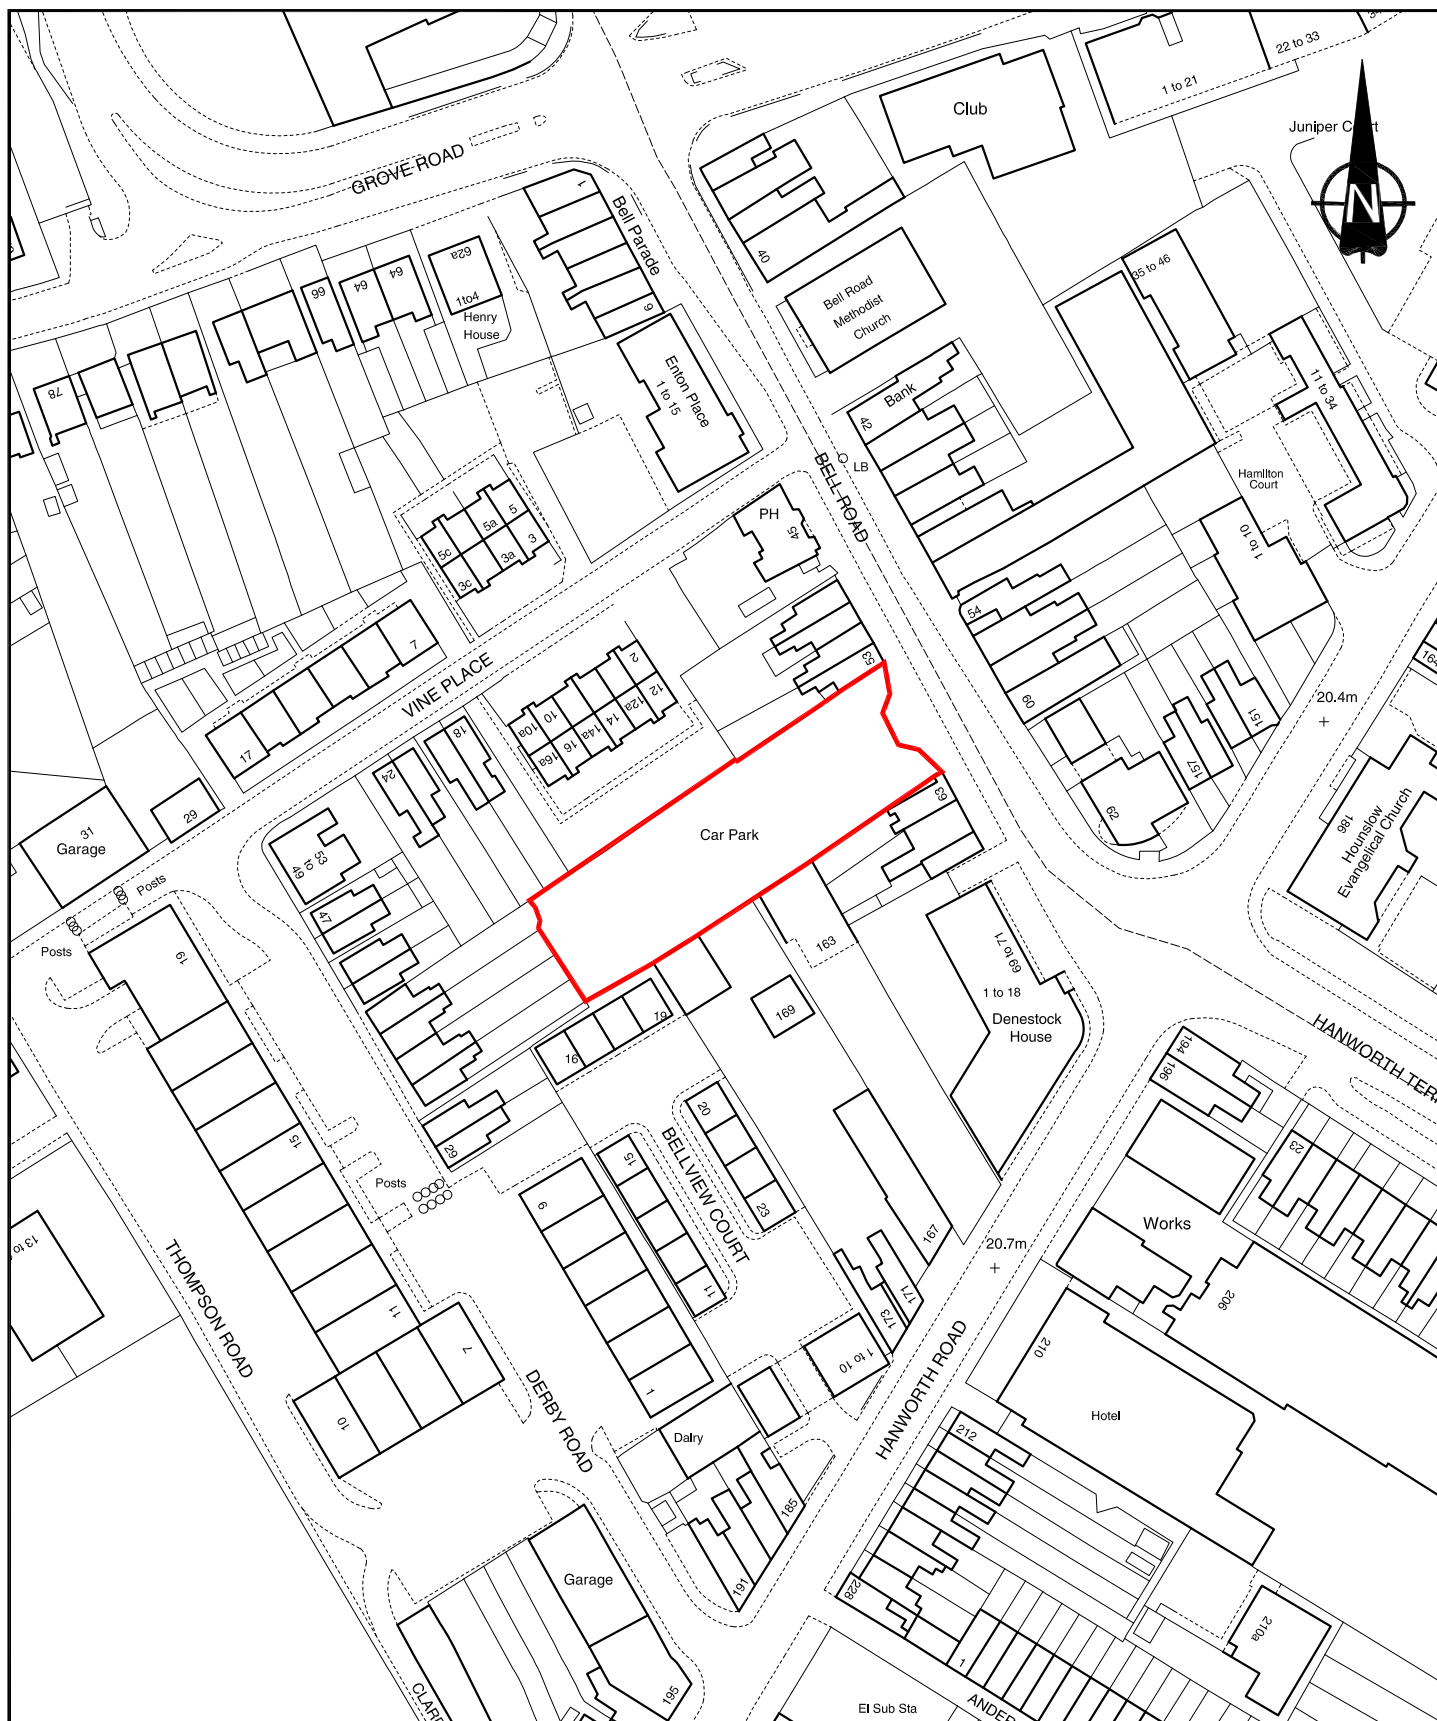 22 to 33
1 to 21
Club
Juniper C rt
N
GROVE ROAD
1
Bell Parade
9
40
62a
64
64
66
1to4
Henry
House
78
Bell Road
Methodist
Church
35 to 46
11 to 34
Enton Place
1 to 15
Bank
42
LB
BELL ROAD
Hamilton
Court
1 to 10
PH
45
5
5a
5c
3
3a
3c
7
17
VINE PLACE
54
60
53
2
10
10a
12
12a
14
14a
16
16a
18
24
151
157
20.4m
164
62
63
31
Garage
29
49
to
53
47
Car Park
186
Hounslow
Evangelical Church
Posts
Posts
19
163
169
69 to 71
1 to 18
Denestock
House
16
19
HANWORTH TER
194
196
20
15
29
BELLVIEW COURT
15
23
23
Posts
6
11
13 to
THOMPSON ROAD
11
7
10
DERBY ROAD
1
Works
20.7m
167
171
173
1 to 10
206
210
HANWORTH ROAD
Hotel
212
Dalry
185
191
Garage
195
228
1
210a
El Sub Sta
ANDER
CLAR